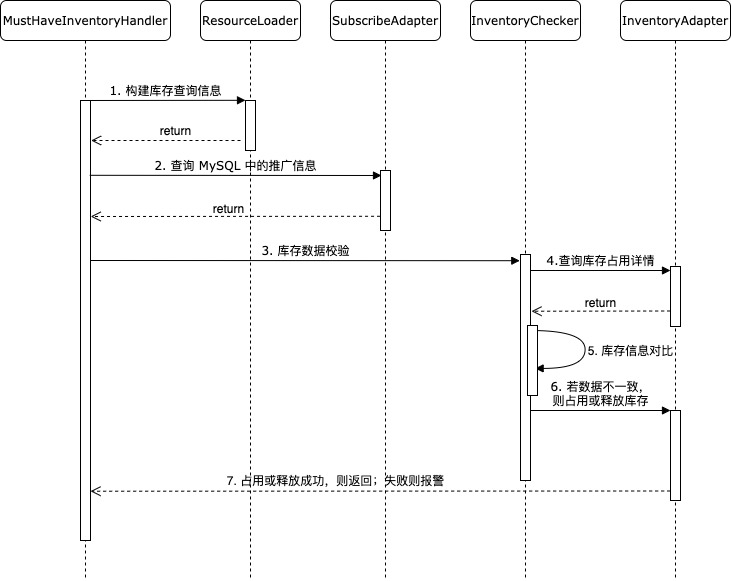 MustHaveInventoryHandler
ResourceLoader
SubscribeAdapter
InventoryChecker
InventoryAdapter
1. 构建库存查询信息
return
2. 查询 MySQL 中的推广信息
return
3. 库存数据校验
4.查询库存占用详情
return
5. 库存信息对比
6. 若数据不一致，
则占用或释放库存
7. 占用或释放成功，则返回；失败则报警